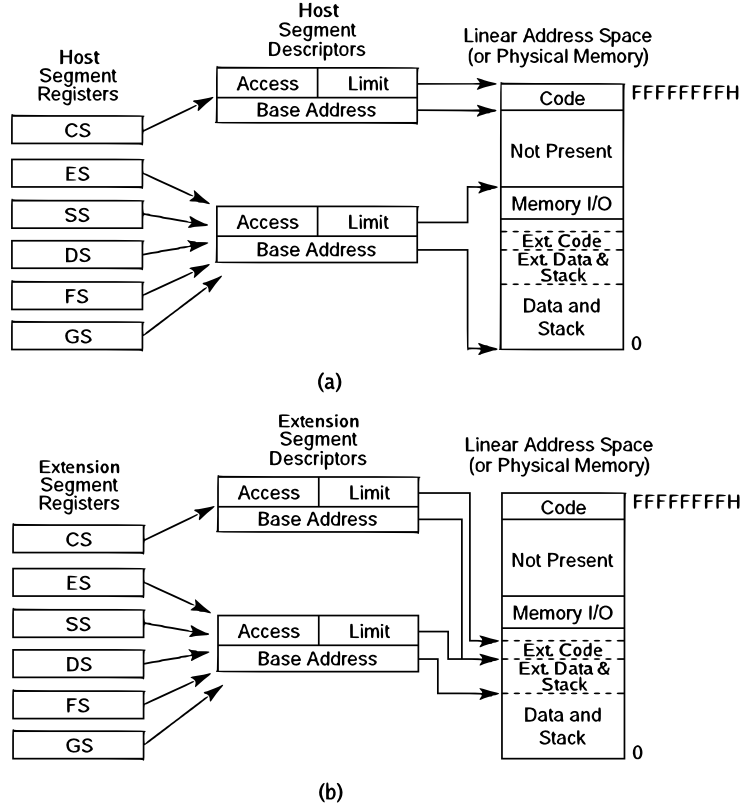 Host
Segment
Descriptors
Linear Address Space
(or Physical Memory)
Host
Segment
Registers
Access
Limit
Base Address
Code
FFFFFFFFH
CS
Not Present
ES
SS
DS
FS
GS
Access
Limit
Base Address
Memory I/O
Ext. Code
Ext. Data &
Stack
Data and
Stack
0
(a)
Extension
Segment
Descriptors
Linear Address Space
(or Physical Memory)
Extension
Segment
Registers
Access
Limit
Base Address
Code
FFFFFFFFH
CS
Not Present
ES
SS
DS
FS
GS
Access
Limit
Base Address
Memory I/O
Ext. Code
Ext. Data &
Stack
Data and
Stack
0
(b)